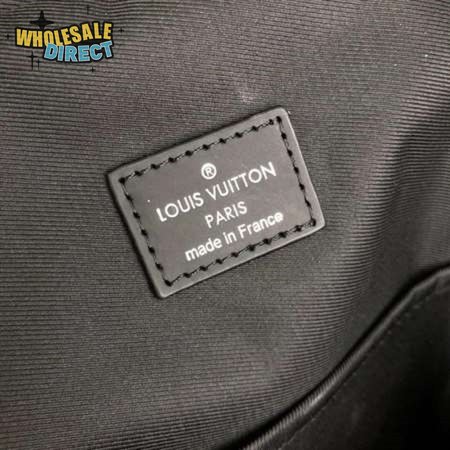 WHOLESALE
DIRECT
®
LOUIS VUITTON
PARIS
made in France